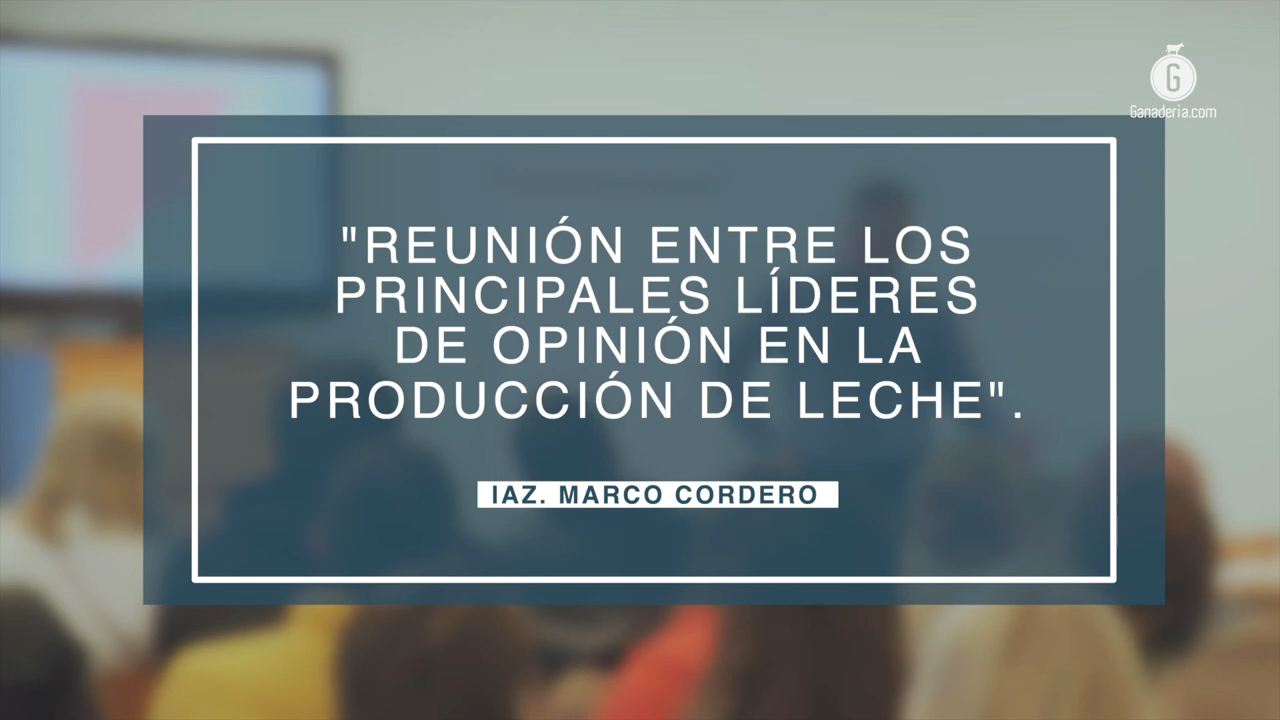 G
Ganaderia.com
"REUNIÓN ENTRE LOS
PRINCIPALES LÍDERES
DE OPINIÓN EN LA
PRODUCCIÓN DE LECHE".
IAZ. MARCO CORDERO